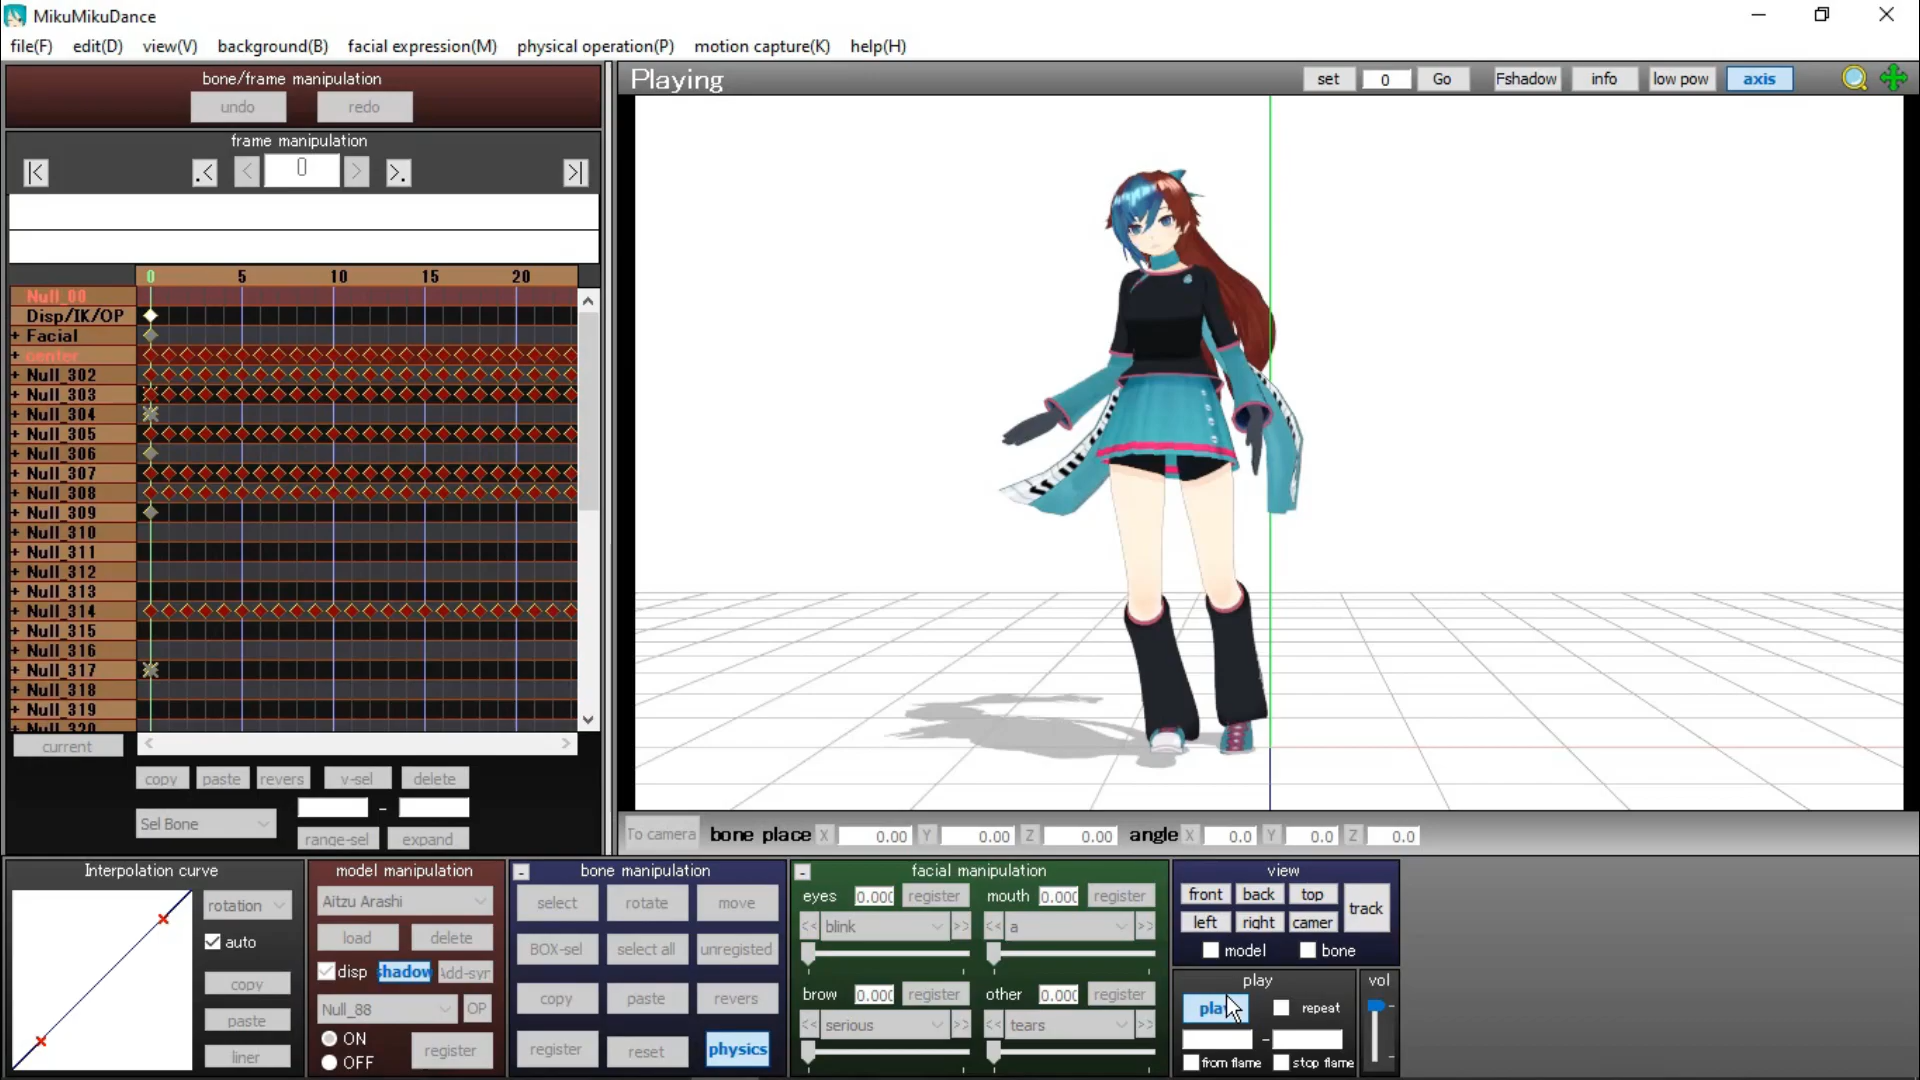 MikuMikuDance
file(F) edit(D) view(V) background(B) facial expression(M) physical operation(P) motion capture(K) help(H)
bone/frame manipulation
undo redo
frame manipulation
|< .< < 0 > >. >|
0 5 10 15 20
Null_00
Disp/IK/OP
+ Facial
+ center
+ Null_302
+ Null_303
+ Null_304
+ Null_305
+ Null_306
+ Null_307
+ Null_308
+ Null_309
+ Null_310
+ Null_311
+ Null_312
+ Null_313
+ Null_314
+ Null_315
+ Null_316
+ Null_317
+ Null_318
+ Null_319
Null_320
current
copy paste revers v-sel delete
Sel Bone -
range-sel expand
Playing set 0 Go Fshadow info low pow axis
To camera bone place X 0.00 Y 0.00 Z 0.00 angle X 0.0 Y 0.0 Z 0.0
Interpolation curve
rotation
auto
copy
paste
liner
model manipulation
Aitzu Arashi
load delete
disp shadow Add-syn
Null_88 OP
ON
OFF
register
- bone manipulation
select rotate move
BOX-sel select all unregisted
copy paste revers
register reset physics
- facial manipulation
eyes 0.000 register mouth 0.000 register
<< blink >> << a >>
brow 0.000 register other 0.000 register
<< serious >> << tears >>
view
front back top
left right camer
track
model bone
play
play repeat
-
from flame stop flame
vol